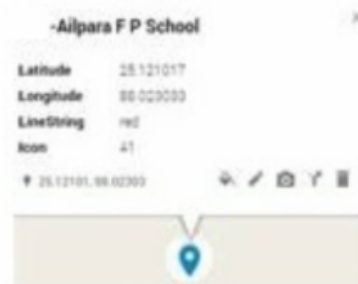 -Ailpara F P School
Latitude 25.121017
Longitude 88.023033
LineString red
Icon 41
25.12101, 88.02303